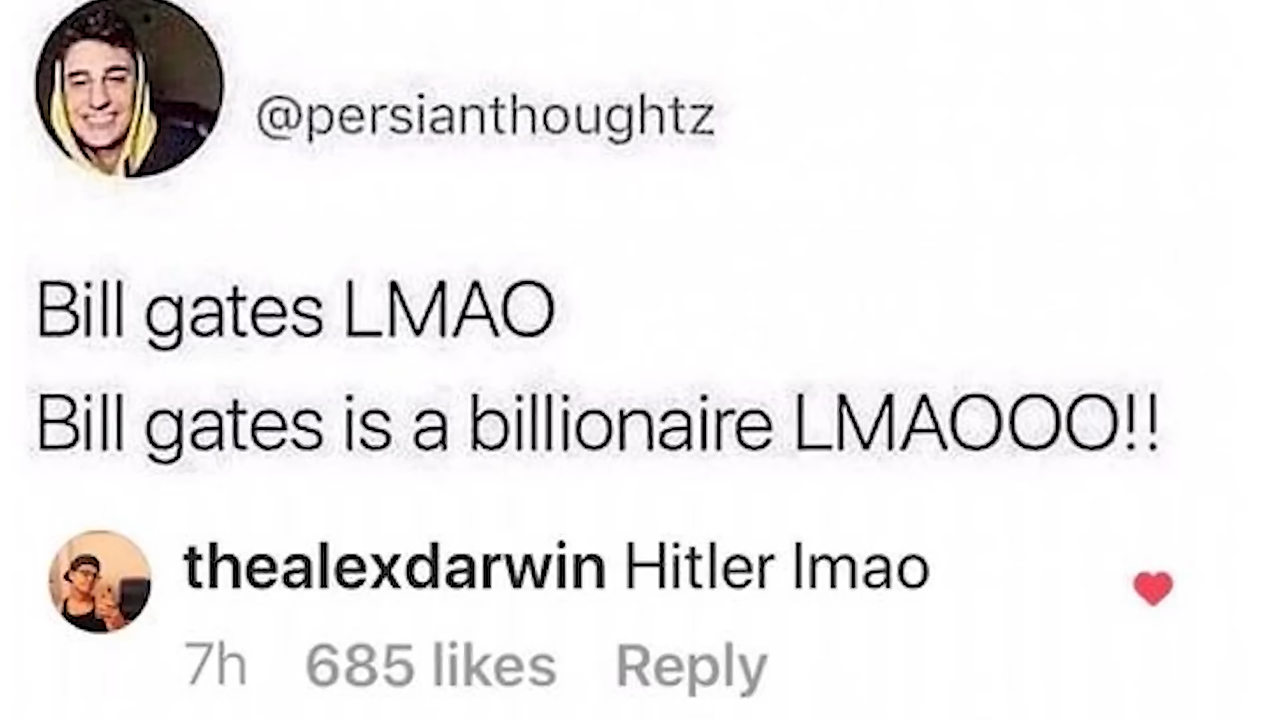 @persianthoughtz
Bill gates LMAO
Bill gates is a billionaire LMAOOO!!
thealexdarwin Hitler lmao
7h 685 likes Reply